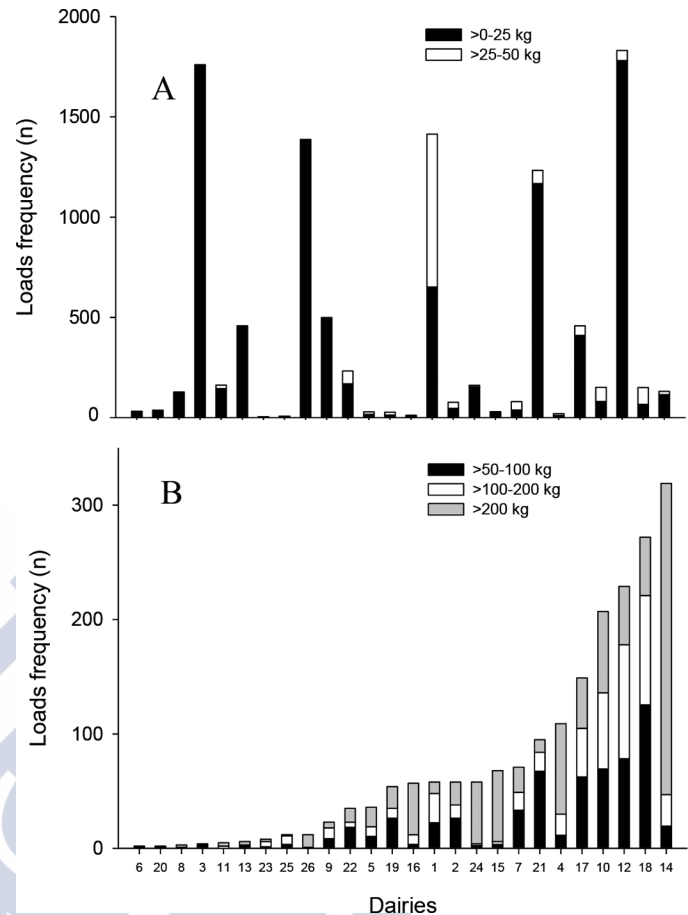 2000
>0-25 kg
>25-50 kg
A
1500
1000
500
0
Loads frequency (n)
>50-100 kg
>100-200 kg
>200 kg
B
300
200
100
0
Loads frequency (n)
6 20 8 3 11 13 23 25 26 9 22 5 19 16 1 2 24 15 7 21 4 17 10 12 18 14
Dairies